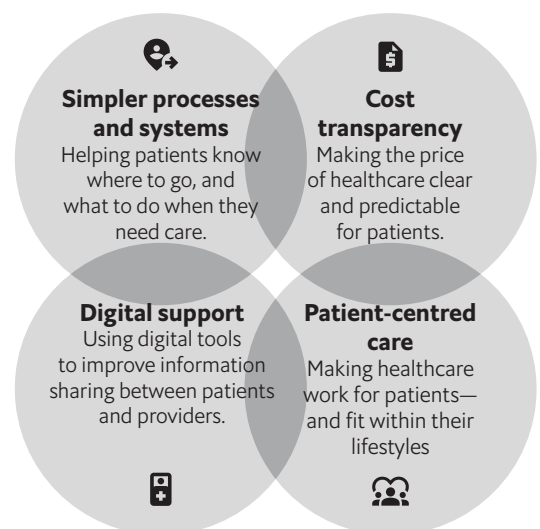 Simpler processes
and systems
Helping patients know
where to go, and
what to do when they
need care.
Cost
transparency
Making the price
of healthcare clear
and predictable
for patients.
Digital support
Using digital tools
to improve information
sharing between patients
and providers.
Patient-centred
care
Making healthcare
work for patients—
and fit within their
lifestyles